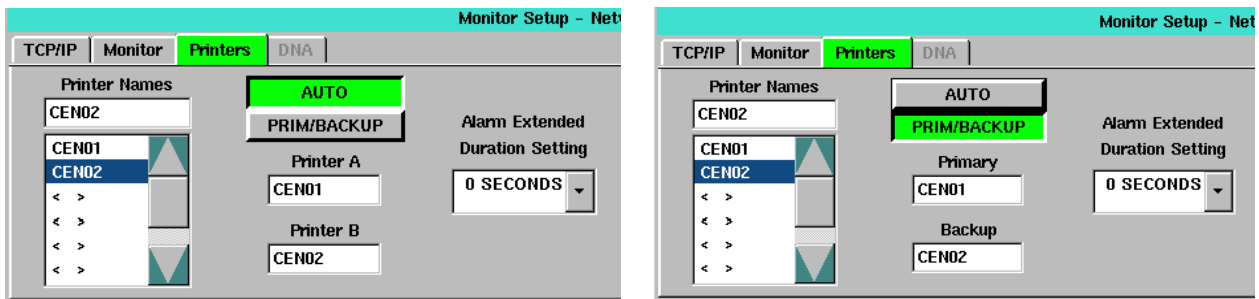 Monitor Setup - Net
TCP/IP Monitor Printers DNA
Printer Names
CEN02
CEN01
CEN02
< >
< >
< >
< >
AUTO
PRIM/BACKUP
Printer A
CEN01
Printer B
CEN02
Alarm Extended
Duration Setting
0 SECONDS
Monitor Setup - Net
TCP/IP Monitor Printers DNA
Printer Names
CEN02
CEN01
CEN02
< >
< >
< >
< >
AUTO
PRIM/BACKUP
Primary
CEN01
Backup
CEN02
Alarm Extended
Duration Setting
0 SECONDS